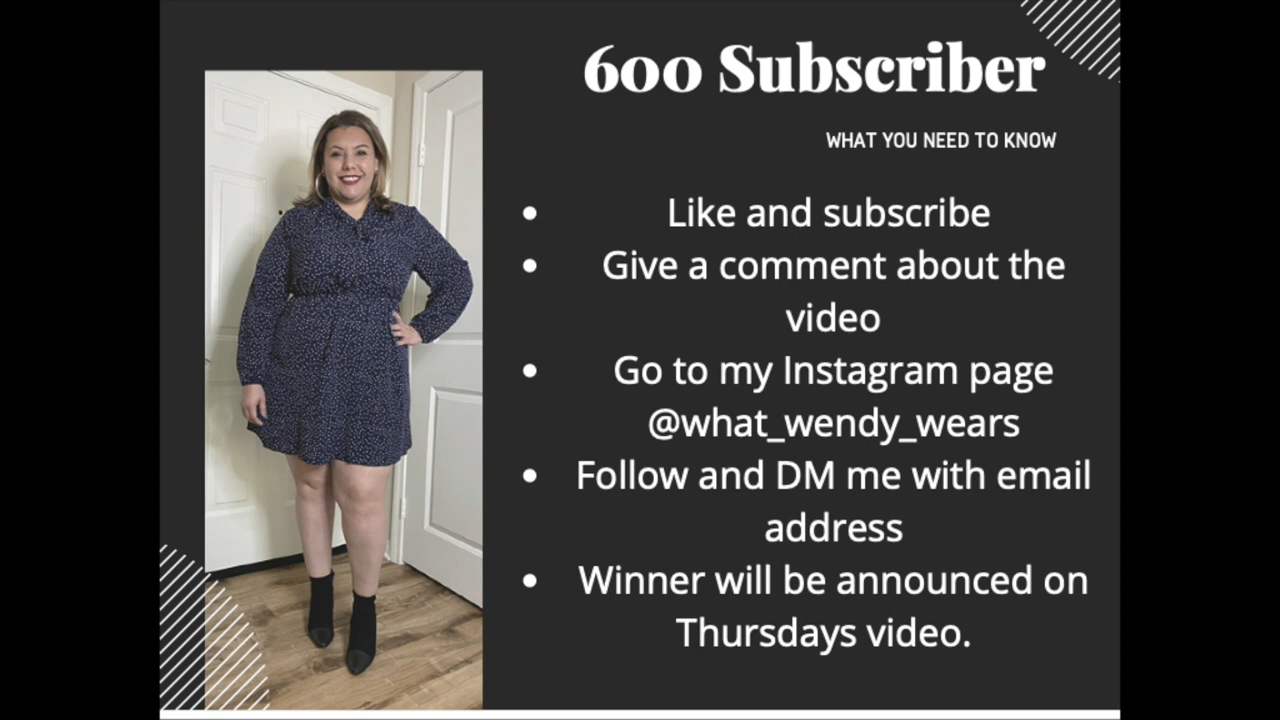 600 Subscriber
WHAT YOU NEED TO KNOW
• Like and subscribe
• Give a comment about the
video
• Go to my Instagram page
@what_wendy_wears
• Follow and DM me with email
address
• Winner will be announced on
Thursdays video.